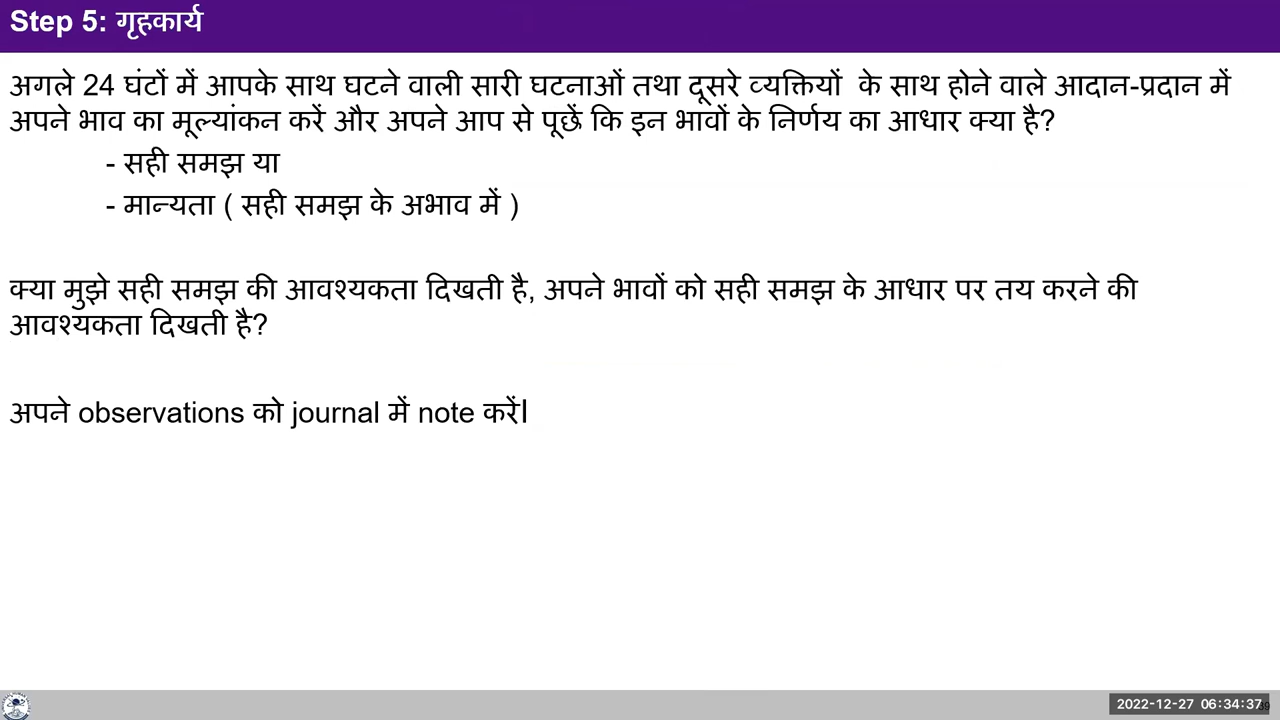 Step 5: गृहकार्य
अगले 24 घंटों में आपके साथ घटने वाली सारी घटनाओं तथा दूसरे व्यक्तियों  के साथ होने वाले आदान-प्रदान में
अपने भाव का मूल्यांकन करें और अपने आप से पूछें कि इन भावों के निर्णय का आधार क्या है?
- सही समझ या
- मान्यता ( सही समझ के अभाव में )
क्या मुझे सही समझ की आवश्यकता दिखती है, अपने भावों को सही समझ के आधार पर तय करने की
आवश्यकता दिखती है?
अपने observations को journal में note करें।
2022-12-27 06:34:37